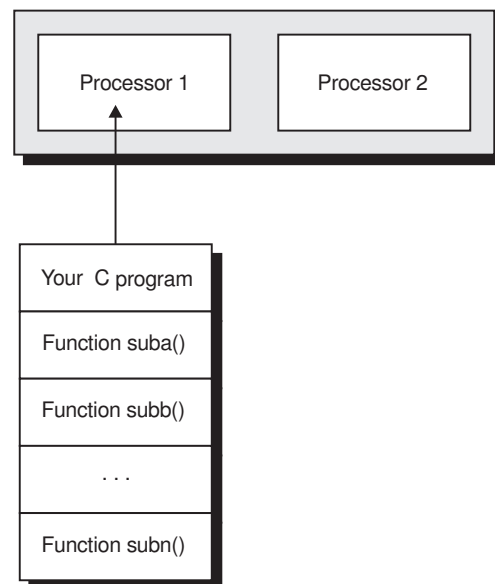 Processor 1
Processor 2
Your C program
Function suba()
Function subb()
. . .
Function subn()